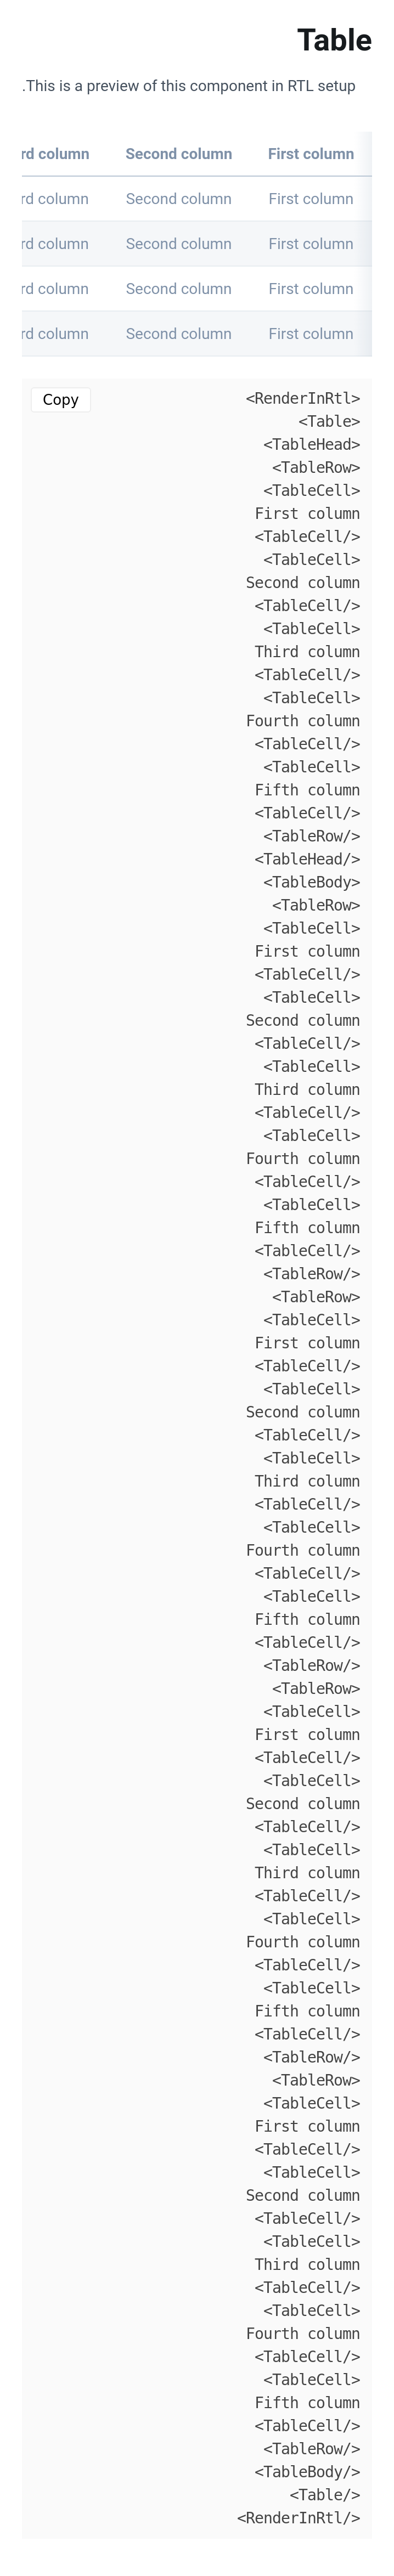 Table
.This is a preview of this component in RTL setup
rd column Second column First column
rd column Second column First column
rd column Second column First column
rd column Second column First column
rd column Second column First column
Copy
<RenderInRtl>
<Table>
<TableHead>
<TableRow>
<TableCell>
First column
<TableCell/>
<TableCell>
Second column
<TableCell/>
<TableCell>
Third column
<TableCell/>
<TableCell>
Fourth column
<TableCell/>
<TableCell>
Fifth column
<TableCell/>
<TableRow/>
<TableHead/>
<TableBody>
<TableRow>
<TableCell>
First column
<TableCell/>
<TableCell>
Second column
<TableCell/>
<TableCell>
Third column
<TableCell/>
<TableCell>
Fourth column
<TableCell/>
<TableCell>
Fifth column
<TableCell/>
<TableRow/>
<TableRow>
<TableCell>
First column
<TableCell/>
<TableCell>
Second column
<TableCell/>
<TableCell>
Third column
<TableCell/>
<TableCell>
Fourth column
<TableCell/>
<TableCell>
Fifth column
<TableCell/>
<TableRow/>
<TableRow>
<TableCell>
First column
<TableCell/>
<TableCell>
Second column
<TableCell/>
<TableCell>
Third column
<TableCell/>
<TableCell>
Fourth column
<TableCell/>
<TableCell>
Fifth column
<TableCell/>
<TableRow/>
<TableRow>
<TableCell>
First column
<TableCell/>
<TableCell>
Second column
<TableCell/>
<TableCell>
Third column
<TableCell/>
<TableCell>
Fourth column
<TableCell/>
<TableCell>
Fifth column
<TableCell/>
<TableRow/>
<TableBody/>
<Table/>
<RenderInRtl/>